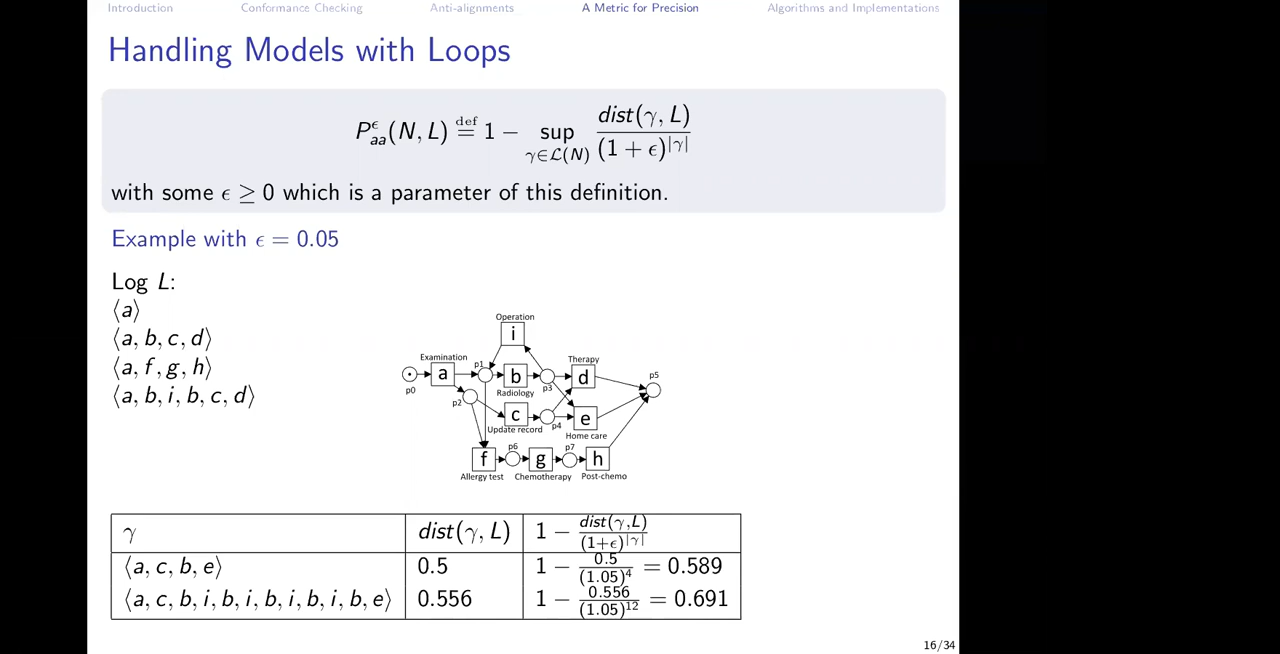 Introduction Conformance Checking Anti-alignments A Metric for Precision Algorithms and Implementations
Handling Models with Loops
P^ϵ_aa(N, L) def= 1 − sup_{γ∈ℒ(N)} dist(γ, L) / (1 + ϵ)^|γ|
with some ϵ ≥ 0 which is a parameter of this definition.
Example with ϵ = 0.05
Log L:
⟨a⟩
⟨a, b, c, d⟩
⟨a, f, g, h⟩
⟨a, b, i, b, c, d⟩
Operation
i
Examination p1 Therapy
a b p3 d p5
p0 Radiology
p2
c p4 e
Update record Home care
p6 p7
f g h
Allergy test Chemotherapy Post-chemo
γ dist(γ, L) 1 − dist(γ,L) / (1+ϵ)^|γ|
⟨a, c, b, e⟩ 0.5 1 − 0.5 / (1.05)^4 = 0.589
⟨a, c, b, i, b, i, b, i, b, i, b, e⟩ 0.556 1 − 0.556 / (1.05)^12 = 0.691
16/34